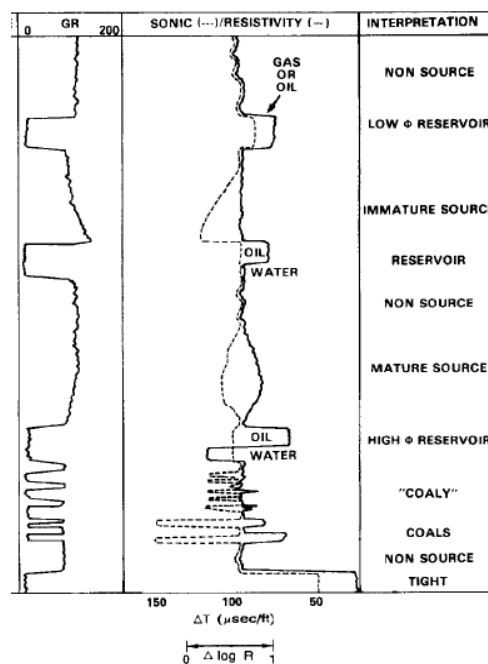 GR
0 200
SONIC (---)/RESISTIVITY (—)
INTERPRETATION
GAS
OR
OIL
NON SOURCE
LOW Φ RESERVOIR
IMMATURE SOURCE
OIL
WATER
RESERVOIR
NON SOURCE
MATURE SOURCE
OIL
WATER
HIGH Φ RESERVOIR
"COALY"
COALS
NON SOURCE
TIGHT
150 100 50
ΔT (μsec/ft)
0 Δ log R 1